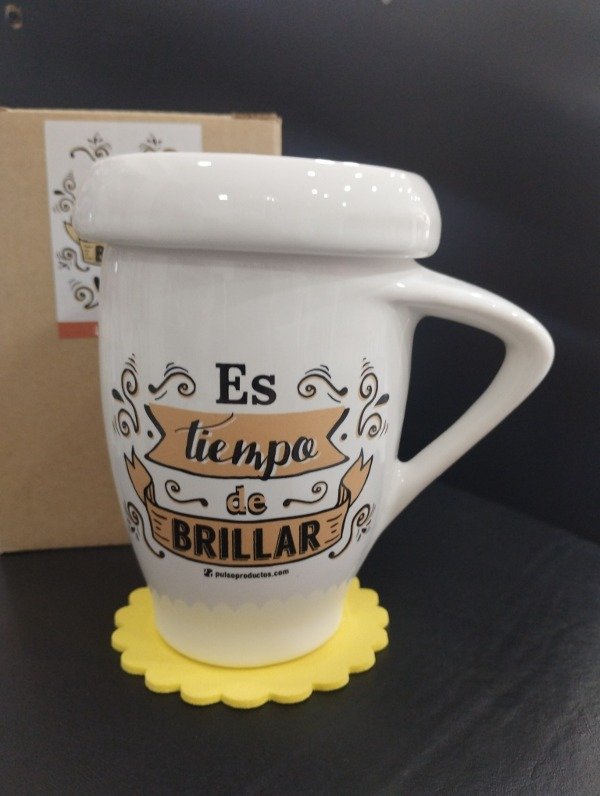 Es
tiempo
de
BRILLAR
pulsoproductos.com